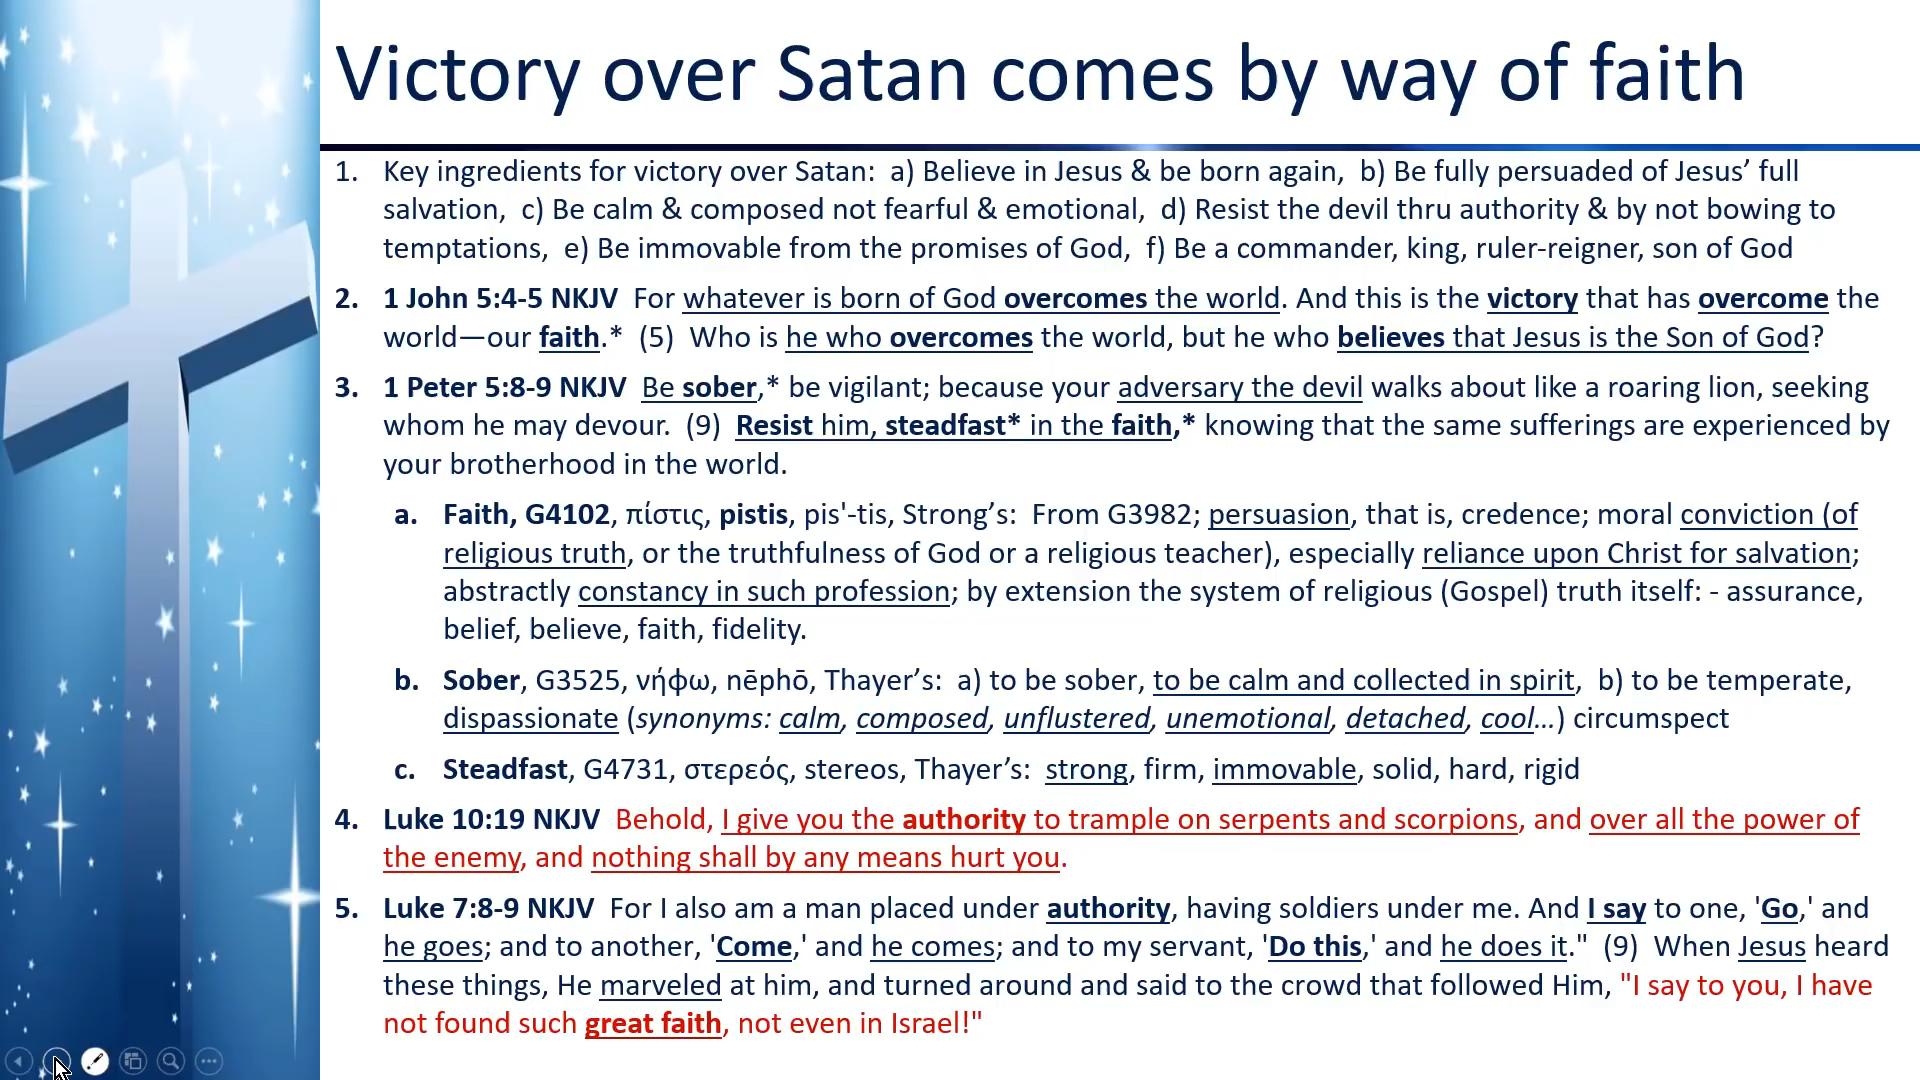 Victory over Satan comes by way of faith
1. Key ingredients for victory over Satan: a) Believe in Jesus & be born again, b) Be fully persuaded of Jesus’ full
salvation, c) Be calm & composed not fearful & emotional, d) Resist the devil thru authority & by not bowing to
temptations, e) Be immovable from the promises of God, f) Be a commander, king, ruler-reigner, son of God
2. 1 John 5:4-5 NKJV For whatever is born of God overcomes the world. And this is the victory that has overcome the
world—our faith.* (5) Who is he who overcomes the world, but he who believes that Jesus is the Son of God?
3. 1 Peter 5:8-9 NKJV Be sober,* be vigilant; because your adversary the devil walks about like a roaring lion, seeking
whom he may devour. (9) Resist him, steadfast* in the faith,* knowing that the same sufferings are experienced by
your brotherhood in the world.
a. Faith, G4102, πίστις, pistis, pis'-tis, Strong’s: From G3982; persuasion, that is, credence; moral conviction (of
religious truth, or the truthfulness of God or a religious teacher), especially reliance upon Christ for salvation;
abstractly constancy in such profession; by extension the system of religious (Gospel) truth itself: - assurance,
belief, believe, faith, fidelity.
b. Sober, G3525, νήφω, nēphō, Thayer’s: a) to be sober, to be calm and collected in spirit, b) to be temperate,
dispassionate (synonyms: calm, composed, unflustered, unemotional, detached, cool…) circumspect
c. Steadfast, G4731, στερεός, stereos, Thayer’s: strong, firm, immovable, solid, hard, rigid
4. Luke 10:19 NKJV Behold, I give you the authority to trample on serpents and scorpions, and over all the power of
the enemy, and nothing shall by any means hurt you.
5. Luke 7:8-9 NKJV For I also am a man placed under authority, having soldiers under me. And I say to one, 'Go,' and
he goes; and to another, 'Come,' and he comes; and to my servant, 'Do this,' and he does it." (9) When Jesus heard
these things, He marveled at him, and turned around and said to the crowd that followed Him, "I say to you, I have
not found such great faith, not even in Israel!"